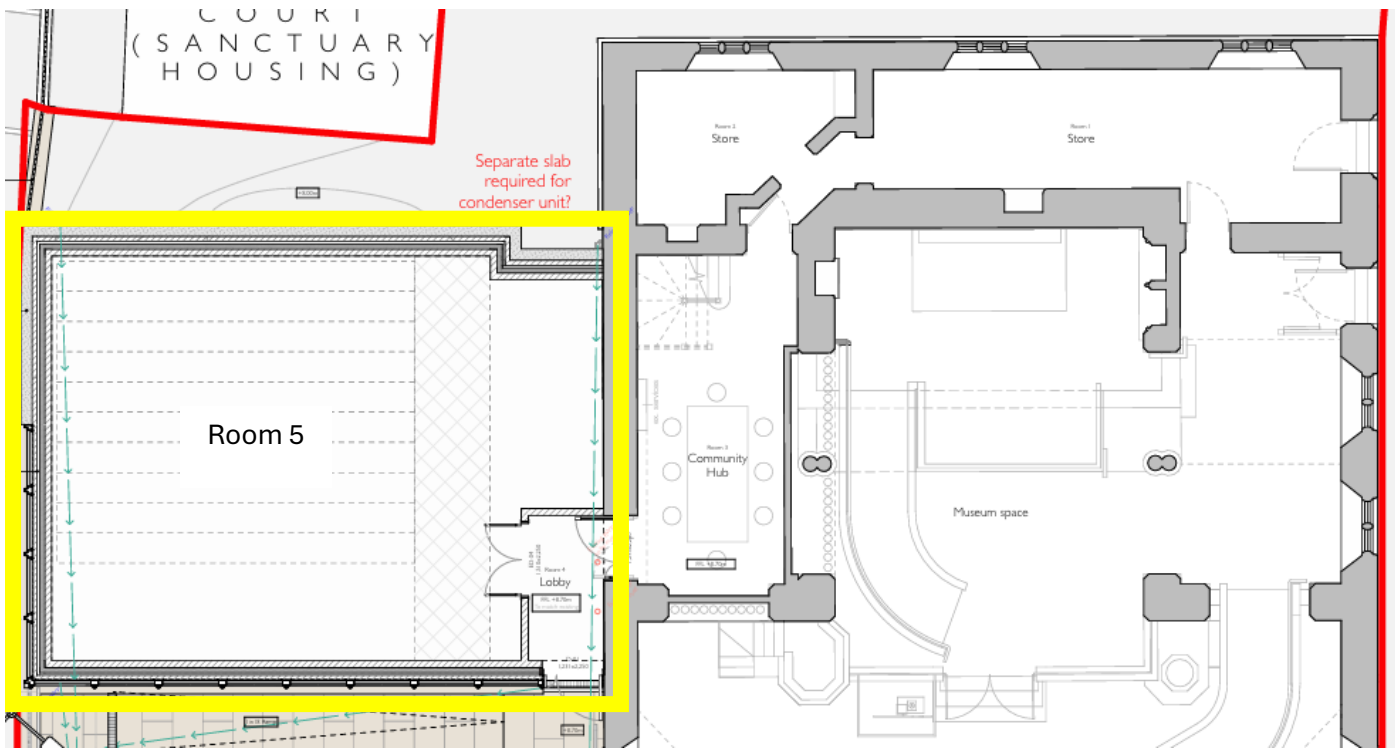 COURT
(SANCTUARY
HOUSING)
Separate slab
required for
condenser unit?
Room 2
Store
Room 1
Store
Room 5
Room 3
Community
Hub
Museum space
Room 4
Lobby